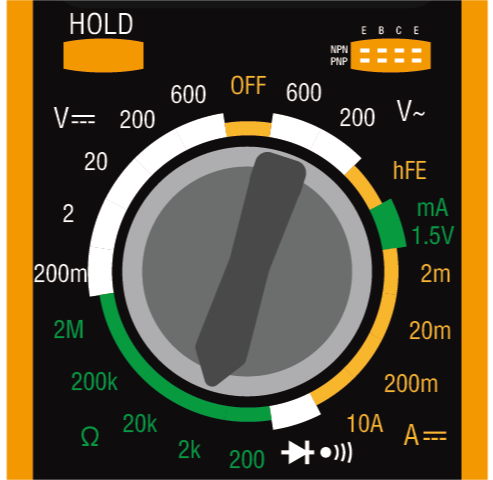 HOLD
E B C E
NPN
PNP
OFF
600
600
200
200
V⎓
V~
20
hFE
2
mA
1.5V
200m
2m
2M
20m
200k
200m
20k
10A
Ω
A⎓
2k
200